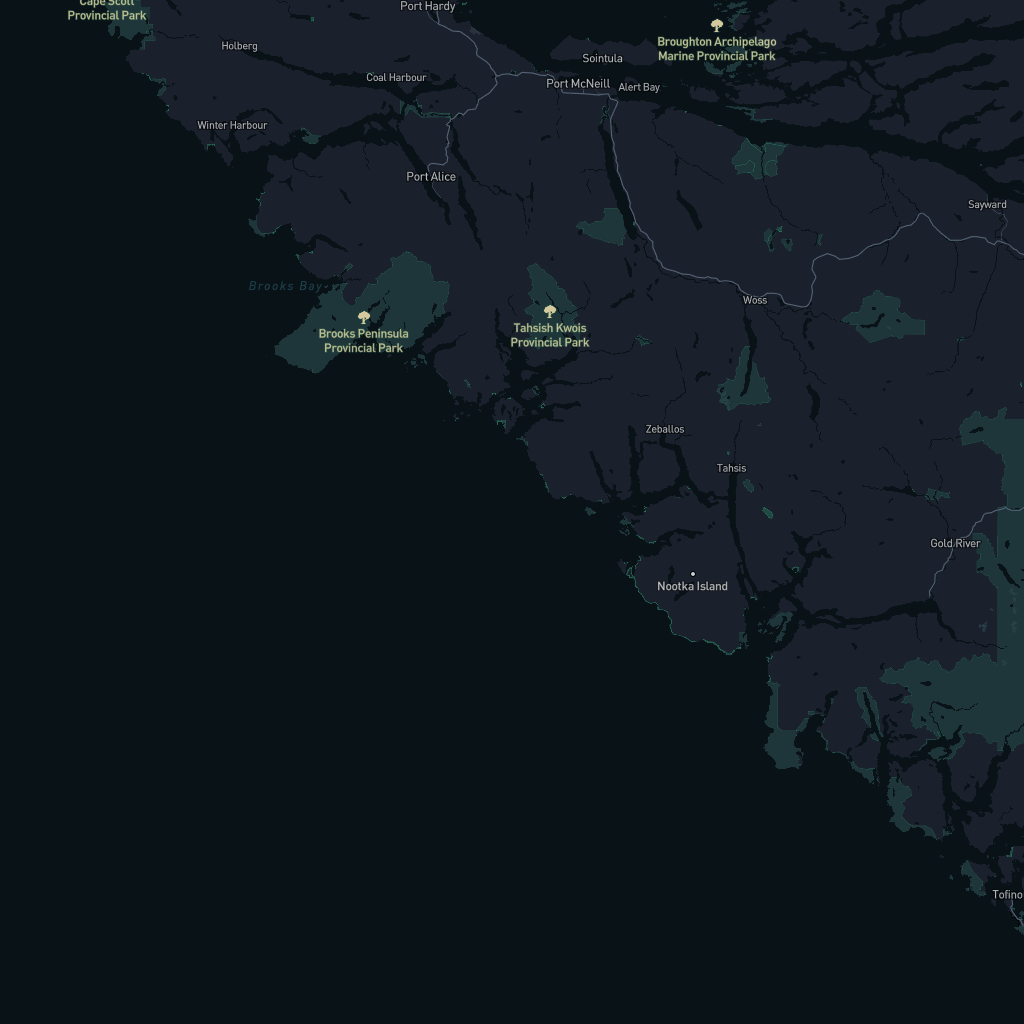 Cape Scott
Provincial Park
Port Hardy
Broughton Archipelago
Marine Provincial Park
Holberg
Sintula
Coal Harbour
Port McNeill
Alert Bay
Winter Harbour
Port Alice
Sayward
Brooks Bay
Woss
Brooks Peninsula
Provincial Park
Tahsish Kwois
Provincial Park
Zeballos
Tahsis
Gold River
Nootka Island
Tofino